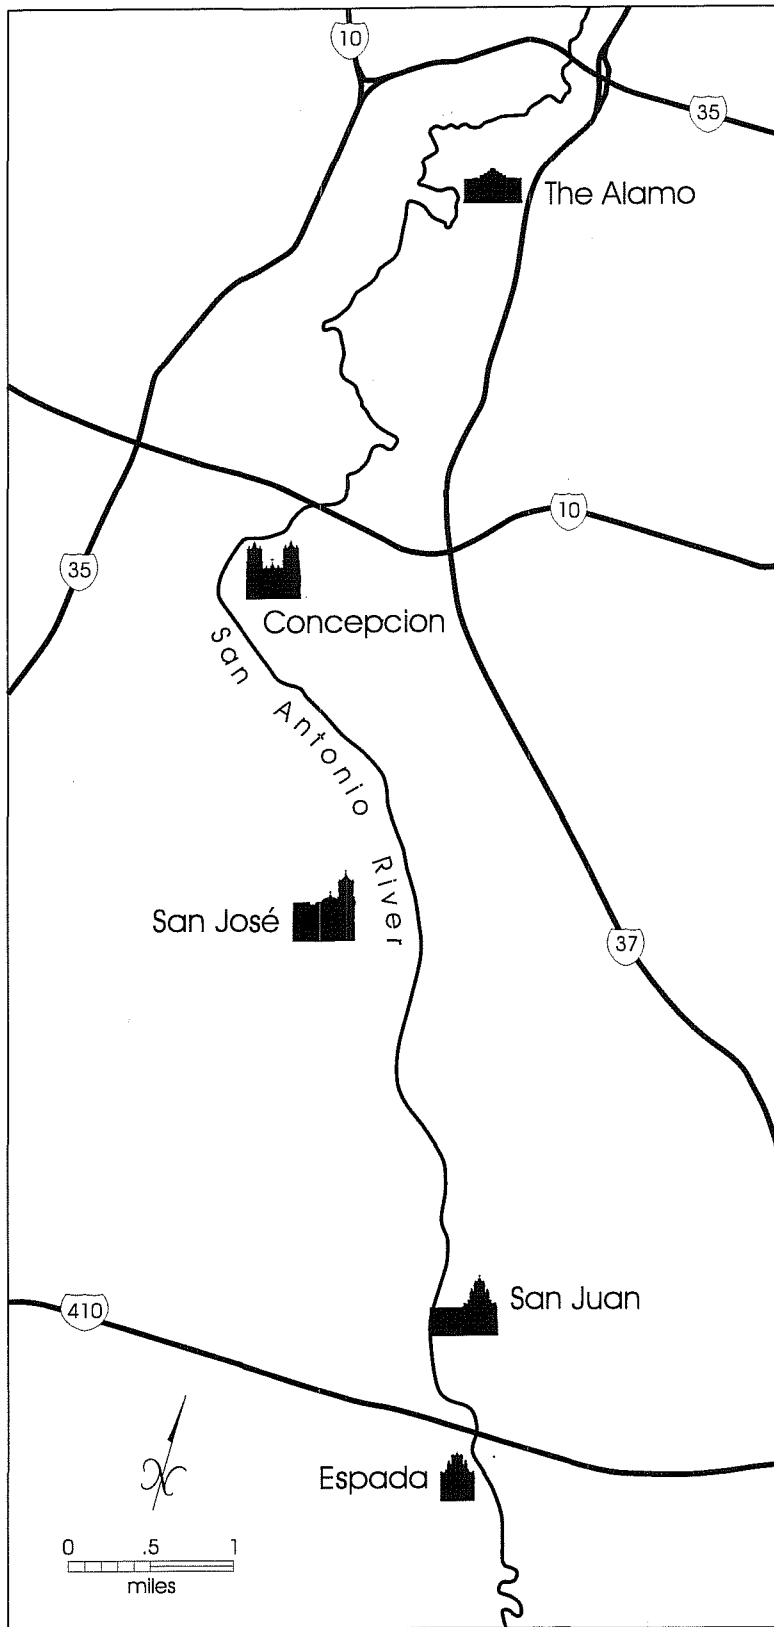 10
35
The Alamo
10
35
Concepcion
San Antonio River
San José
37
San Juan
410
Espada
0 .5 1
miles